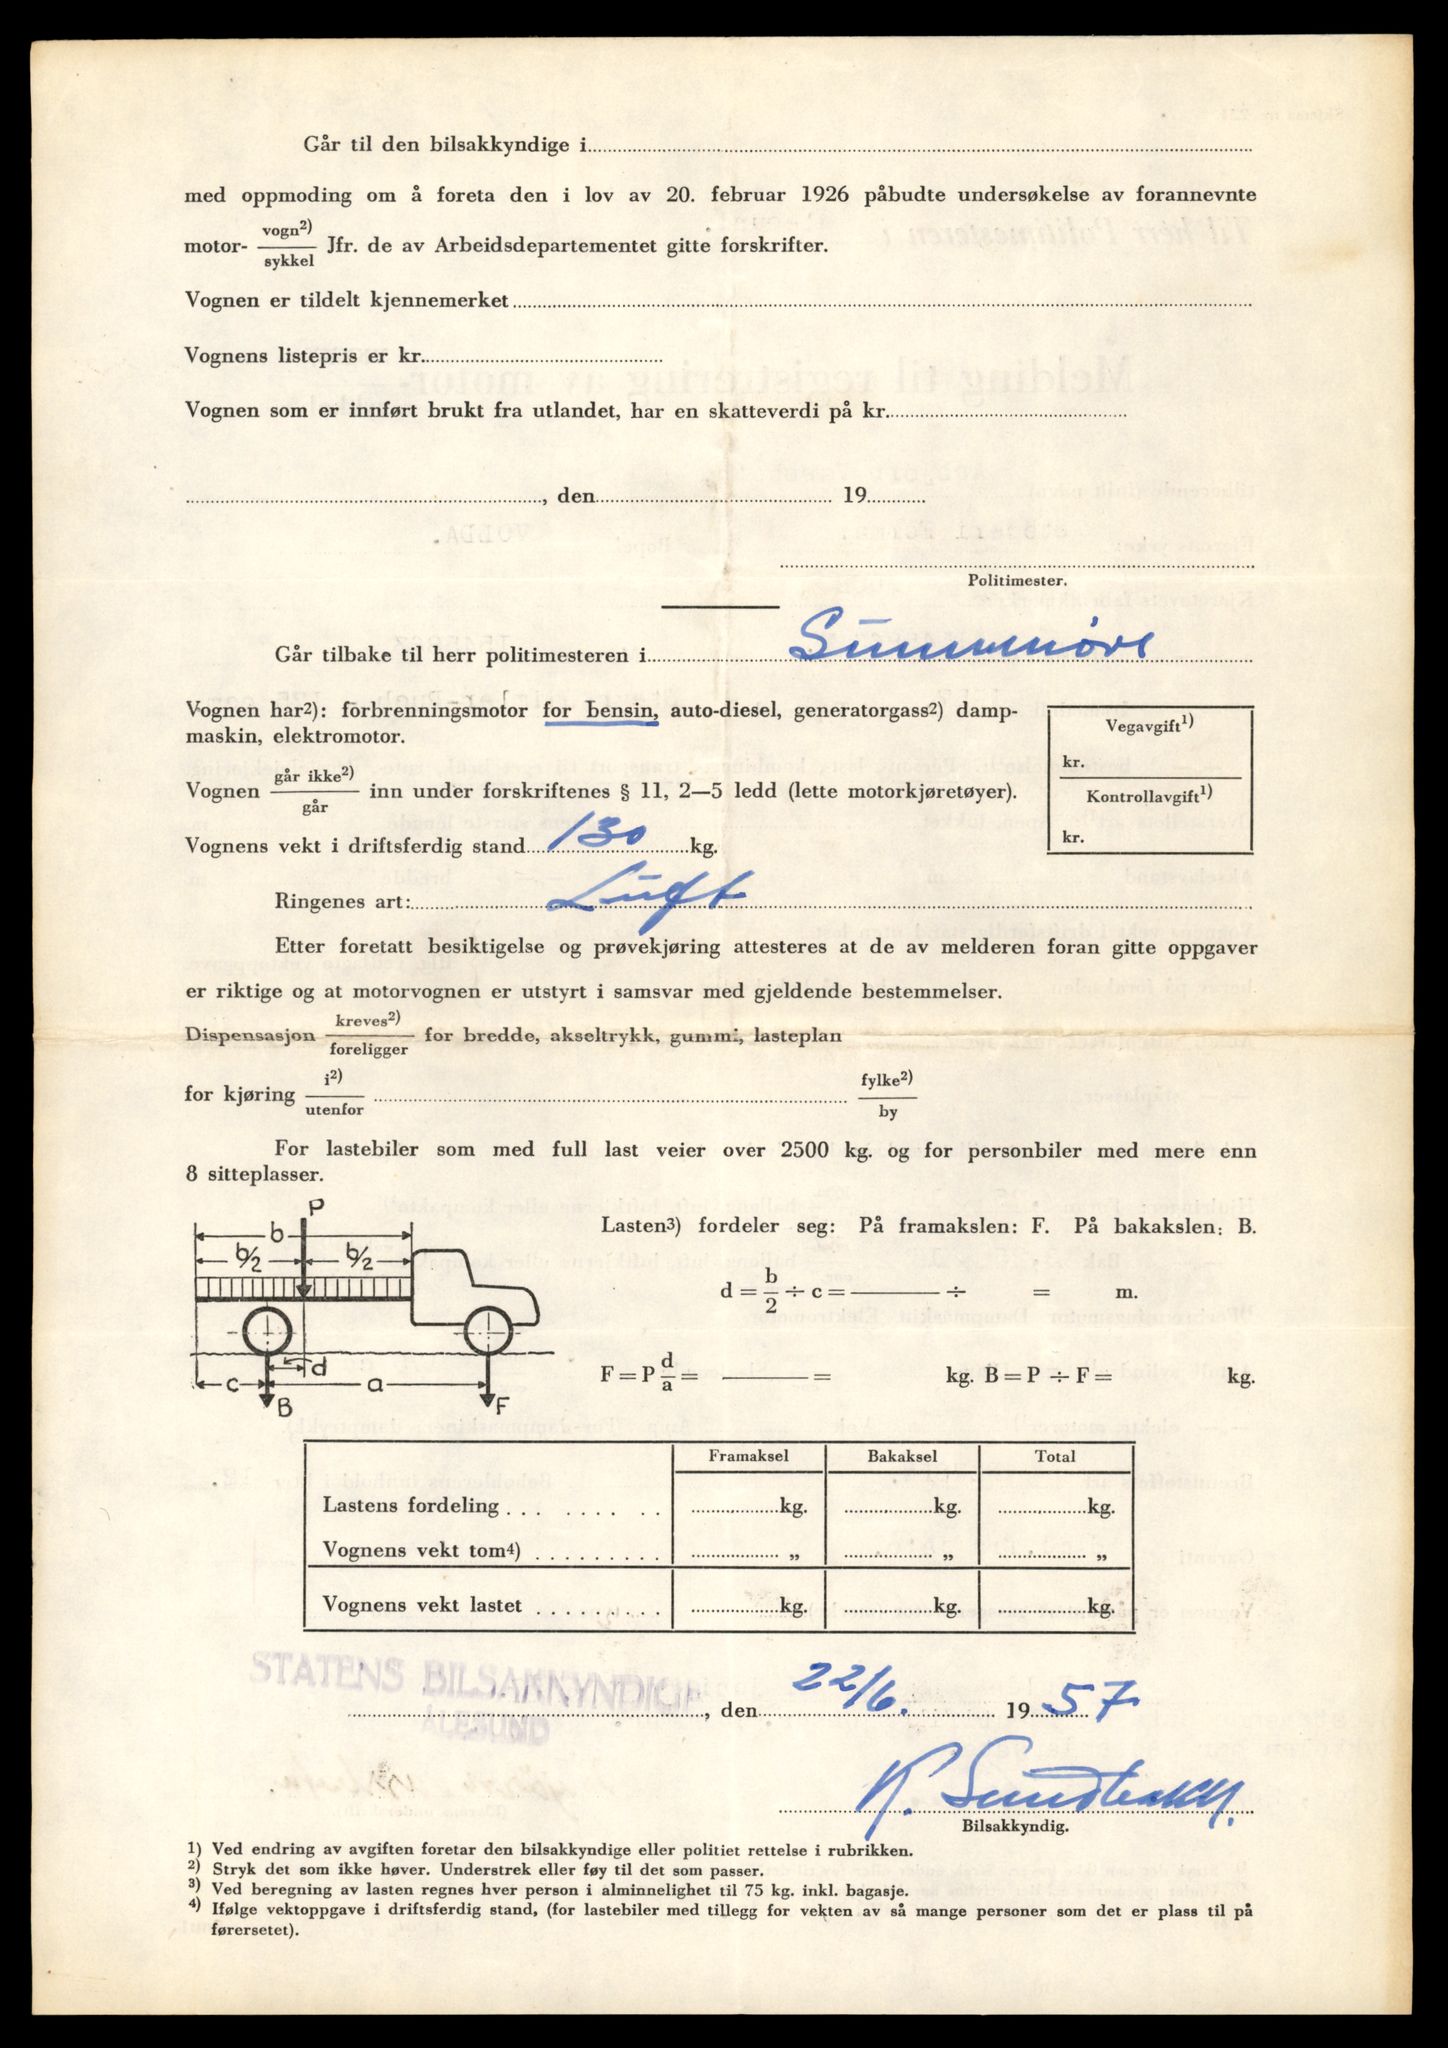 Går til den bilsakkyndige i
med oppmoding om å foreta den i lov av 20. februar 1926 påbudte undersøkelse av forannevnte
motor- vogn2) / sykkel Jfr. de av Arbeidsdepartementet gitte forskrifter.
Vognen er tildelt kjennemerket
Vognens listepris er kr.
Vognen som er innført brukt fra utlandet, har en skatteverdi på kr.
, den 19
Politimester.
Går tilbake til herr politimesteren i Sunnmøre
Vognen har2): forbrenningsmotor for bensin, auto-diesel, generatorgass2) damp-
maskin, elektromotor.
Vegavgift1)
kr.
Kontrollavgift1)
kr.
Vognen går ikke2) / går inn under forskriftenes § 11, 2—5 ledd (lette motorkjøretøyer).
Vognens vekt i driftsferdig stand 130 kg.
Ringenes art: Luft
Etter foretatt besiktigelse og prøvekjøring attesteres at de av melderen foran gitte oppgaver
er riktige og at motorvognen er utstyrt i samsvar med gjeldende bestemmelser.
Dispensasjon kreves2) / foreligger for bredde, akseltrykk, gummi, lasteplan
for kjøring i2) / utenfor fylke2) / by
For lastebiler som med full last veier over 2500 kg. og for personbiler med mere enn
8 sitteplasser.
P
b
b/2 b/2
d
c a
B F
Lasten3) fordeler seg: På framakslen: F. På bakakslen: B.
d = b/2 ÷ c = ——— ÷ = m.
F = P d/a = ——— = kg. B = P ÷ F = kg.
Framaksel Bakaksel Total
Lastens fordeling kg. kg. kg.
Vognens vekt tom4) „ „ „
Vognens vekt lastet kg. kg. kg.
STATENS BILSAKKYNDIGE
ÅLESUND
, den 22/6. 1957
Bilsakkyndig.
1) Ved endring av avgiften foretar den bilsakkyndige eller politiet rettelse i rubrikken.
2) Stryk det som ikke høver. Understrek eller føy til det som passer.
3) Ved beregning av lasten regnes hver person i alminnelighet til 75 kg. inkl. bagasje.
4) Ifølge vektoppgave i driftsferdig stand, (for lastebiler med tillegg for vekten av så mange personer som det er plass til på
førersetet).